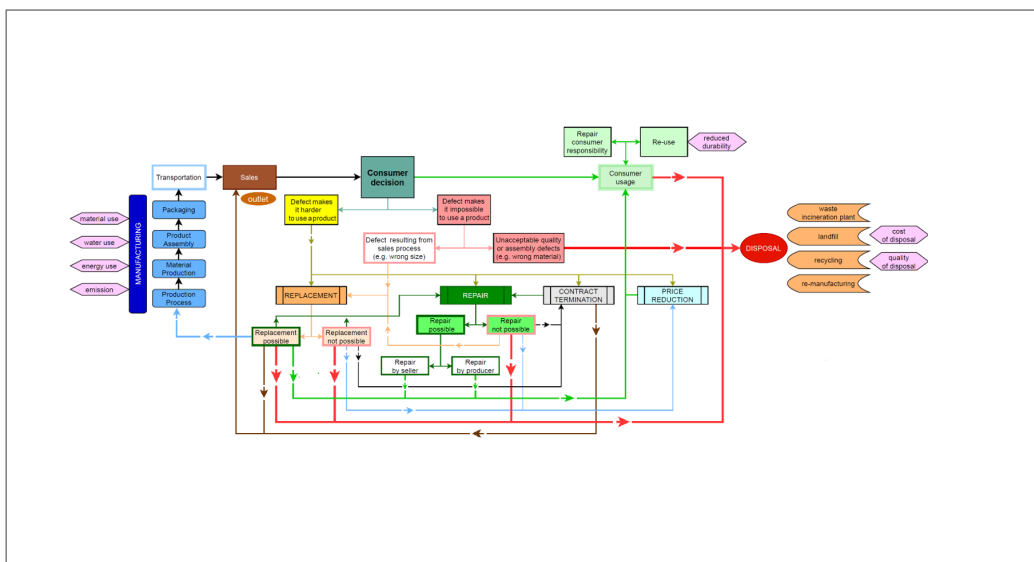 Repair
consumer
responsibility
Re-use
reduced
durability
Transportation
Sales
Consumer
decision
Consumer
usage
outlet
Defect makes
it harder
to use a product
Defect makes
it impossible
to use a product
material use
water use
energy use
emission
MANUFACTURING
Packaging
Product
Assembly
Material
Production
Production
Process
Defect resulting from
sales process
(e.g. wrong size)
Unacceptable quality
or assembly defects
(e.g. wrong material)
DISPOSAL
waste
incineration plant
landfill
recycling
re-manufacturing
cost
of disposal
quality
of disposal
REPLACEMENT
REPAIR
CONTRACT
TERMINATION
PRICE
REDUCTION
Replacement
possible
Replacement
not possible
Repair
possible
Repair
not possible
Repair
by seller
Repair
by producer